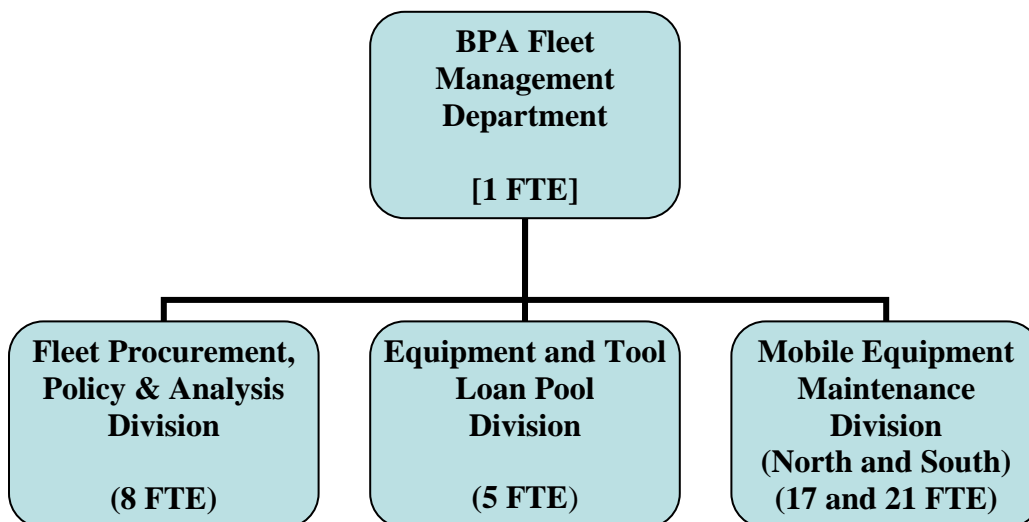 BPA Fleet
Management
Department
[1 FTE]
Fleet Procurement,
Policy & Analysis
Division
(8 FTE)
Equipment and Tool
Loan Pool
Division
(5 FTE)
Mobile Equipment
Maintenance
Division
(North and South)
(17 and 21 FTE)